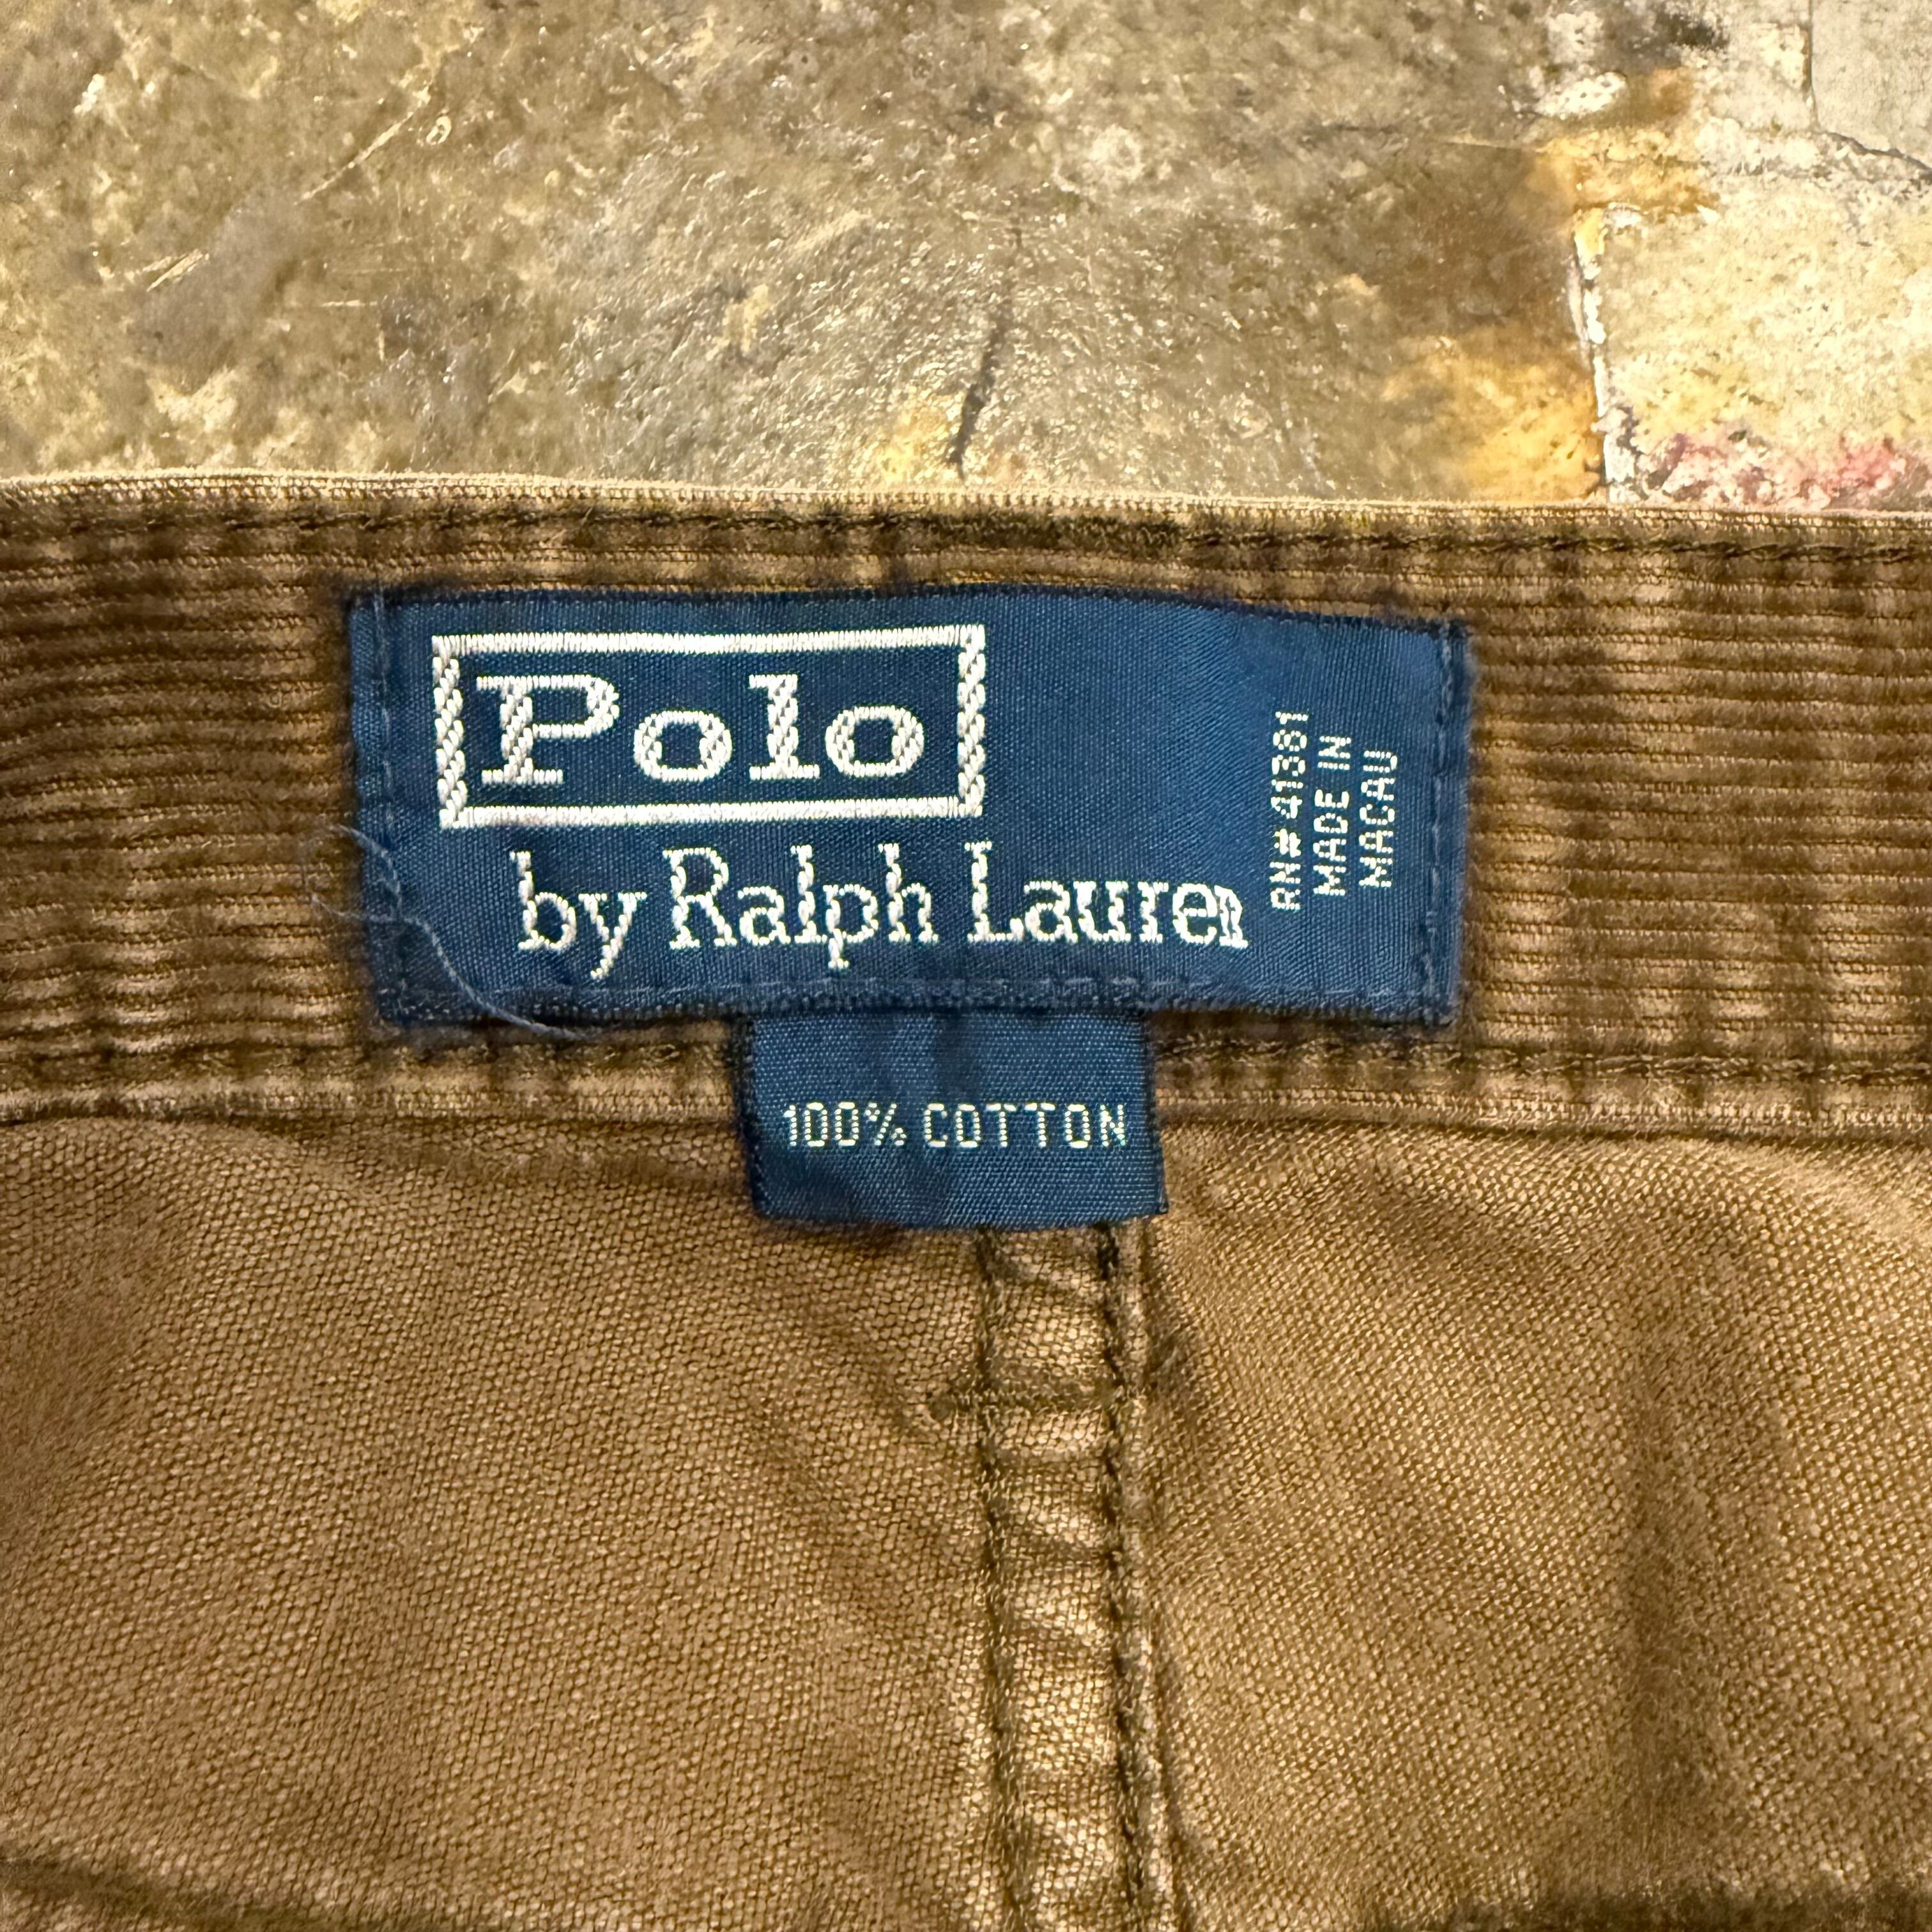 Polo
by Ralph Lauren
RN#41381
MADE IN
MACAU
100% COTTON